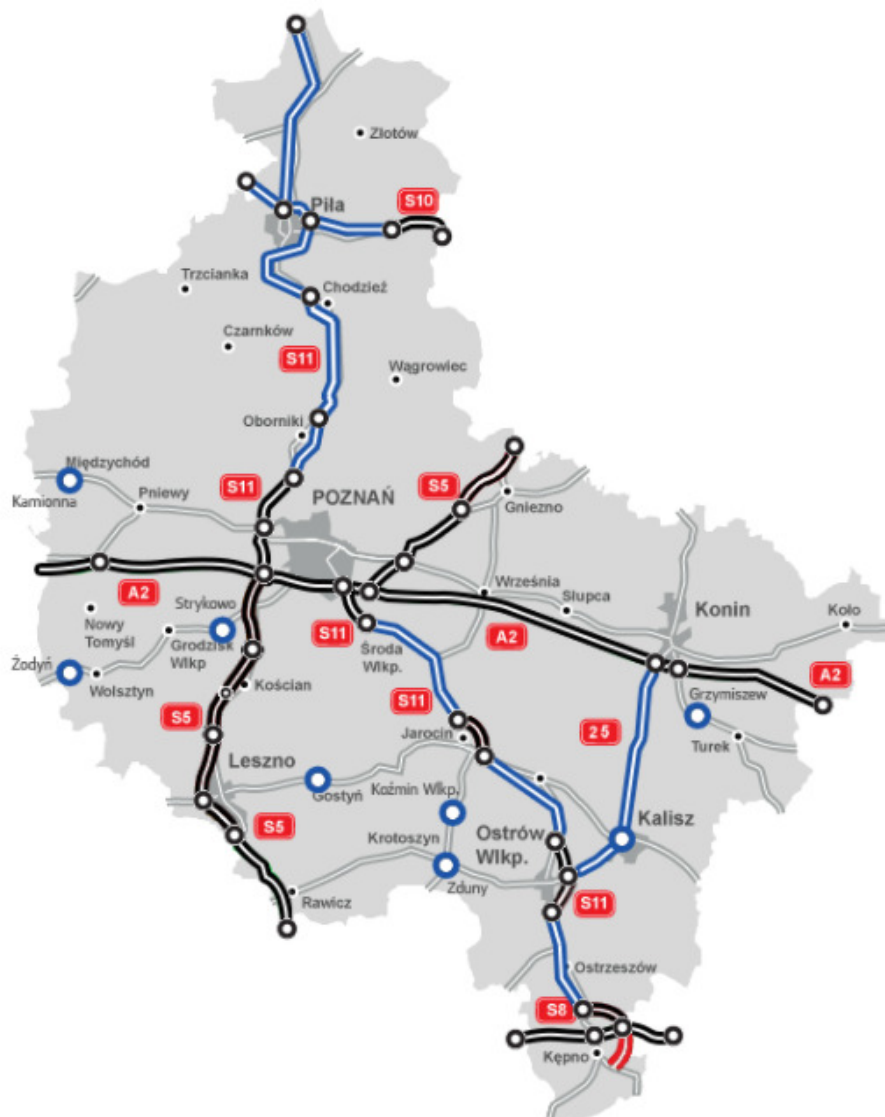 Złotów
S10
Piła
Trzcianka
Chodzież
Czarnków
S11
Wągrowiec
Oborniki
Międzychód
S11
S5
Kamionna
Pniewy
POZNAŃ
Gniezno
A2
Strykowo
Września
Słupca
Konin
Koło
Nowy
Tomyśl
Grodzisk
Wlkp
S11
Środa
Wlkp.
A2
Żodyń
Wolsztyn
Kościan
A2
Grzymiszew
S5
S11
Jarocin
25
Turek
Leszno
Gostyń
Koźmin Wlkp.
S5
Krotoszyn
Ostrów
Wlkp.
Kalisz
Rawicz
Zduny
S11
Ostrzeszów
S8
Kępno